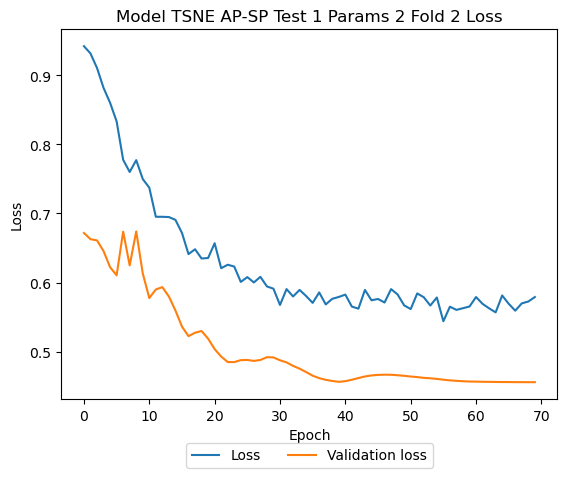 Model TSNE AP-SP Test 1 Params 2 Fold 2 Loss
0.9
0.8
0.7
0.6
0.5
Loss
0 10 20 30 40 50 60 70
Epoch
Loss Validation loss